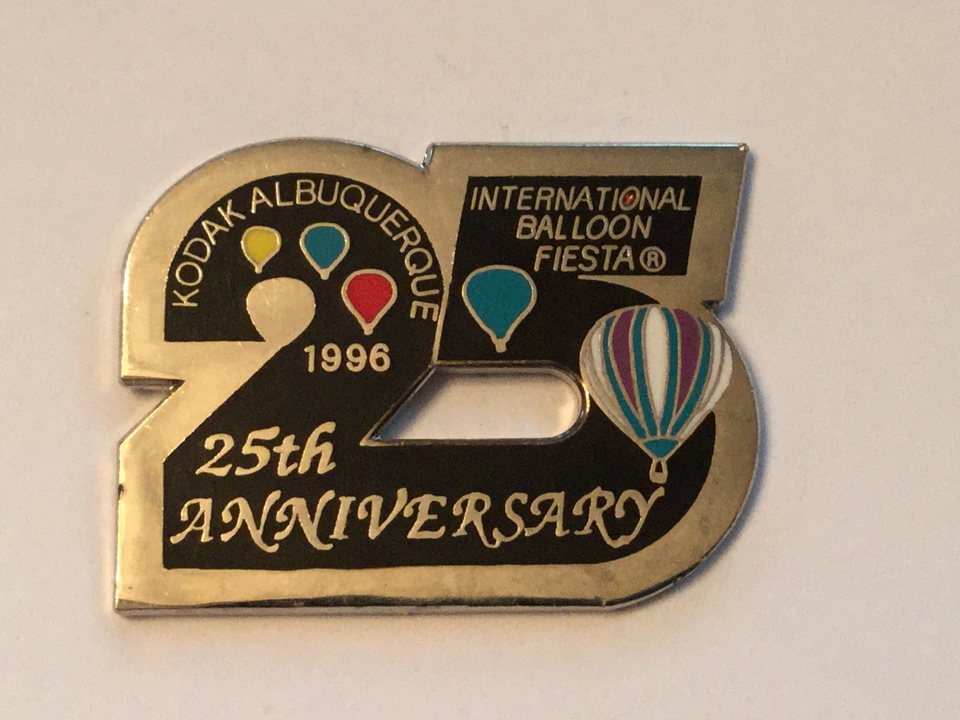 KODAK ALBUQUERQUE
INTERNATIONAL
BALLOON
FIESTA®
1996
25th
ANNIVERSARY